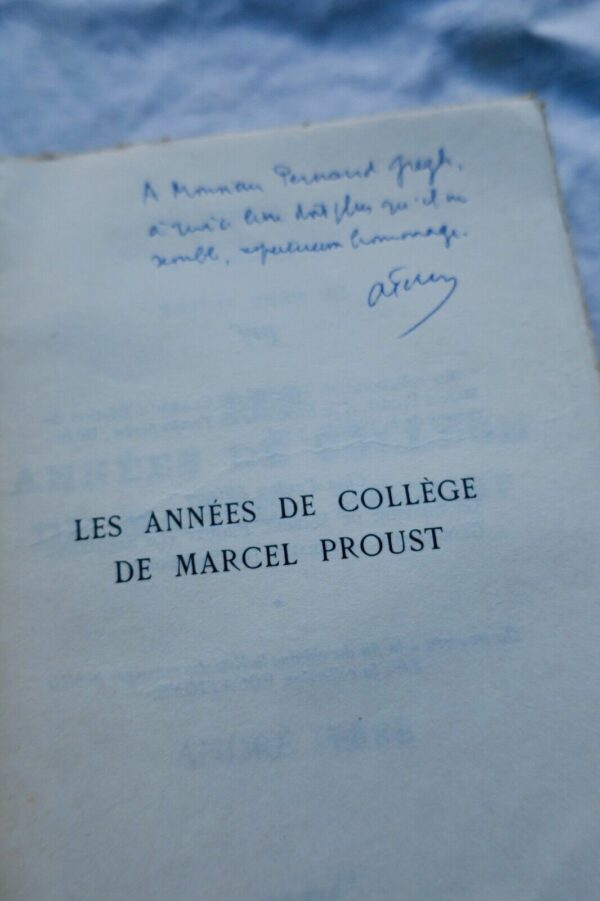 A Monsieur Fernand Gregh,
à qui ce livre doit plus qu'il ne
semble, respectueux hommage.
LES ANNÉES DE COLLÈGE
DE MARCEL PROUST